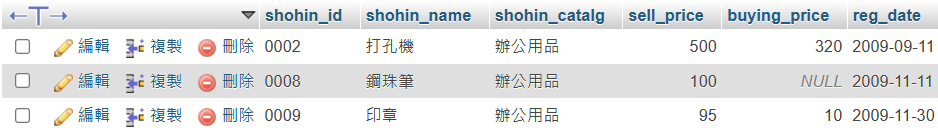 ←T→ ▼ shohin_id shohin_name shohin_catalg sell_price buying_price reg_date
編輯 複製 刪除 0002 打孔機 辦公用品 500 320 2009-09-11
編輯 複製 刪除 0008 鋼珠筆 辦公用品 100 NULL 2009-11-11
編輯 複製 刪除 0009 印章 辦公用品 95 10 2009-11-30